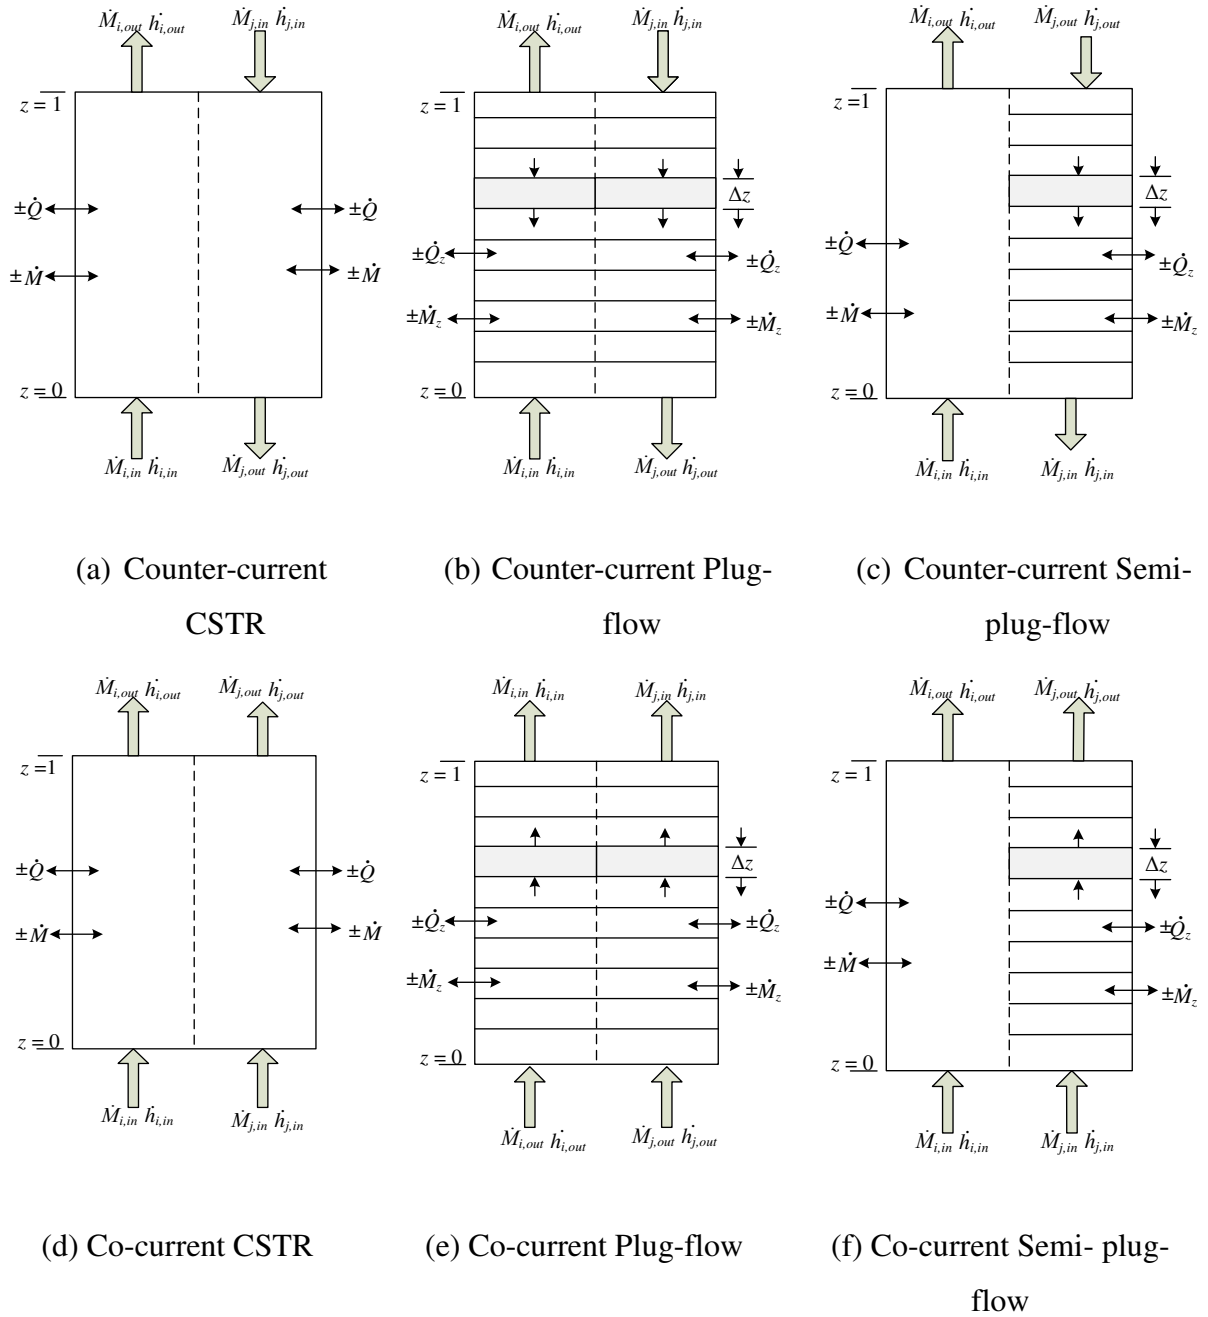 Ṁi,out ḣi,out Ṁj,in ḣj,in
z = 1
±Q̇ ±Q̇
±Ṁ ±Ṁ
z = 0
Ṁi,in ḣi,in Ṁj,out ḣj,out
(a) Counter-current
CSTR
Ṁi,out ḣi,out Ṁj,in ḣj,in
z = 1
Δz
±Q̇z ±Q̇z
±Ṁz ±Ṁz
z = 0
Ṁi,in ḣi,in Ṁj,out ḣj,out
(b) Counter-current Plug-
flow
Ṁi,out ḣi,out Ṁj,out ḣj,out
z = 1
Δz
±Q̇ ±Q̇z
±Ṁ ±Ṁz
z = 0
Ṁi,in ḣi,in Ṁj,in ḣj,in
(c) Counter-current Semi-
plug-flow
Ṁi,out ḣi,out Ṁj,out ḣj,out
z = 1
±Q̇ ±Q̇
±Ṁ ±Ṁ
z = 0
Ṁi,in ḣi,in Ṁj,in ḣj,in
(d) Co-current CSTR
Ṁi,in ḣi,in Ṁj,in ḣj,in
z = 1
Δz
±Q̇z ±Q̇z
±Ṁz ±Ṁz
z = 0
Ṁi,out ḣi,out Ṁj,out ḣj,out
(e) Co-current Plug-flow
Ṁi,out ḣi,out Ṁj,out ḣj,out
z = 1
Δz
±Q̇ ±Q̇z
±Ṁ ±Ṁz
z = 0
Ṁi,in ḣi,in Ṁj,in ḣj,in
(f) Co-current Semi- plug-
flow